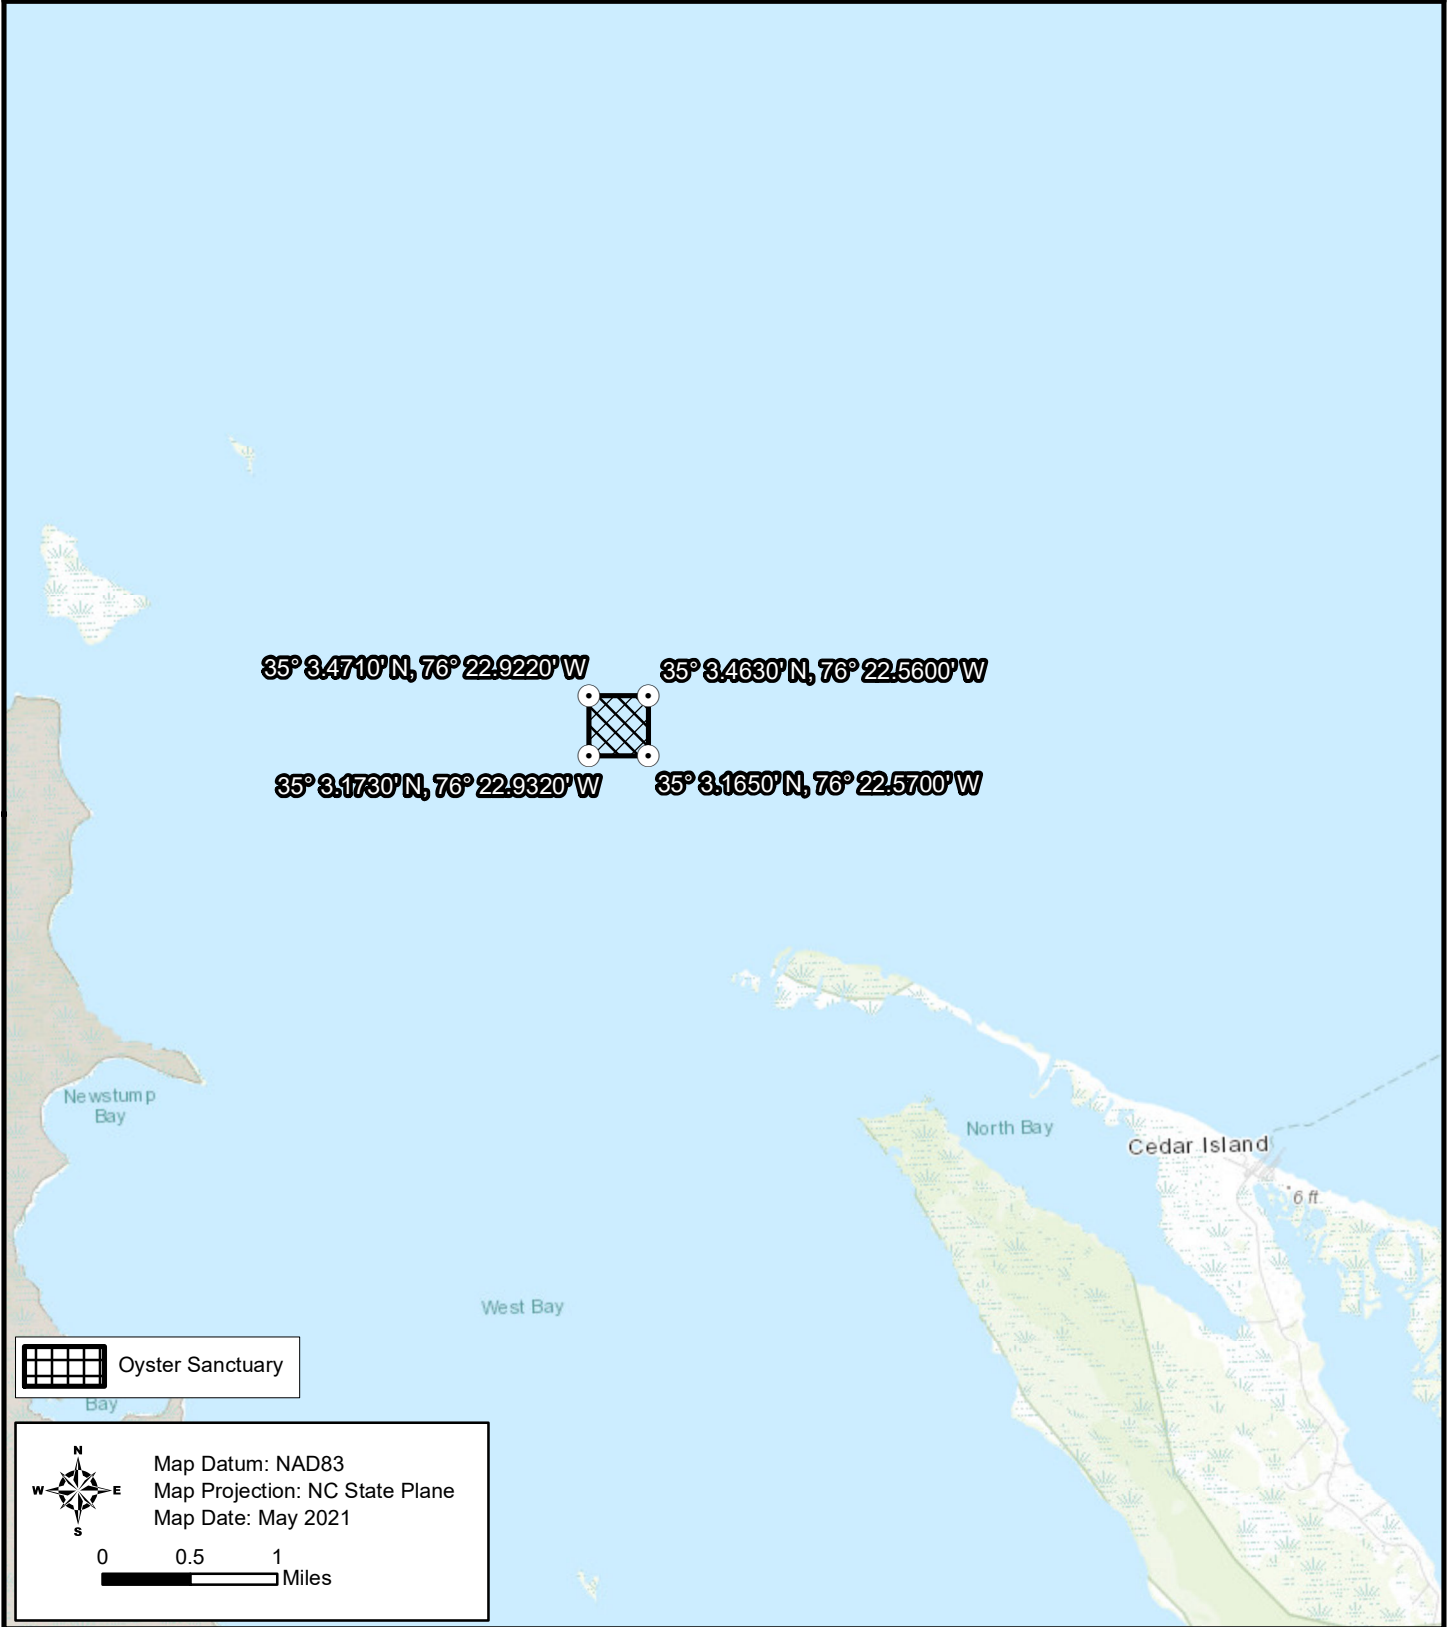 35° 3.4710' N, 76° 22.9220' W
35° 3.4630' N, 76° 22.5600' W
35° 3.1730' N, 76° 22.9320' W
35° 3.1650' N, 76° 22.5700' W
Newstump
Bay
North Bay
Cedar Island
6 ft
West Bay
Oyster Sanctuary
Bay
N
W
E
S
Map Datum: NAD83
Map Projection: NC State Plane
Map Date: May 2021
0 0.5 1
Miles